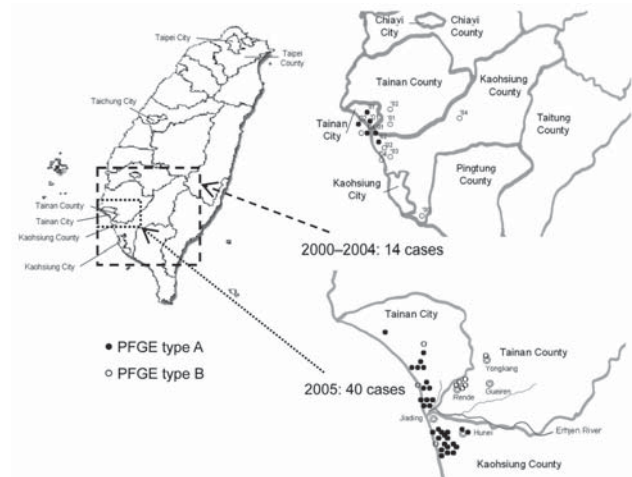 Taipei City
Taipei
County
Taichung City
Tainan County
Tainan City
Kaohsiung County
Kaohsiung City
PFGE type A
PFGE type B
Chiayi
City
Chiayi
County
Tainan County
Kaohsiung
County
Tainan
City
Taitung
County
Kaohsiung
City
Pingtung
County
2000–2004: 14 cases
2005: 40 cases
Tainan City
Tainan County
Yongkang
Rende
Jiading
Hunei
Erhjen River
Kaohsiung County